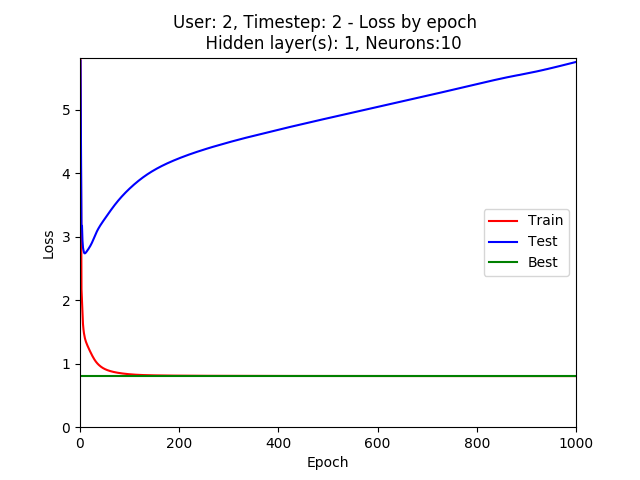 User: 2, Timestep: 2 - Loss by epoch
Hidden layer(s): 1, Neurons:10
5
4
3
2
1
0
Loss
Train
Test
Best
0 200 400 600 800 1000
Epoch